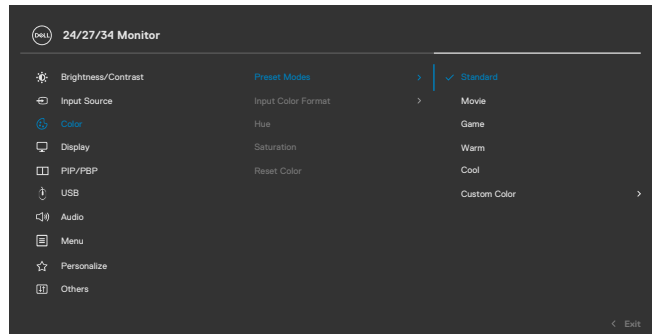 DELL 24/27/34 Monitor
Brightness/Contrast Preset Modes > Standard
Input Source Input Color Format > Movie
Color Hue Game
Display Saturation Warm
PIP/PBP Reset Color Cool
USB Custom Color >
Audio
Menu
Personalize
Others
< Exit